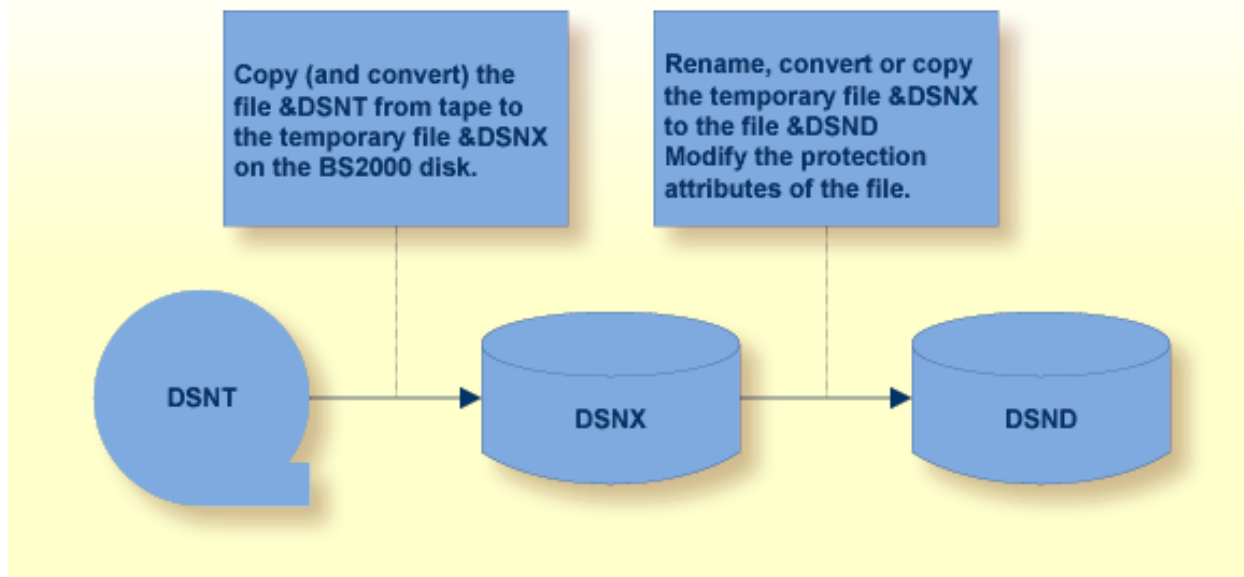 Copy (and convert) the
file &DSNT from tape to
the temporary file &DSNX
on the BS2000 disk.
Rename, convert or copy
the temporary file &DSNX
to the file &DSND
Modify the protection
attributes of the file.
DSNT
DSNX
DSND